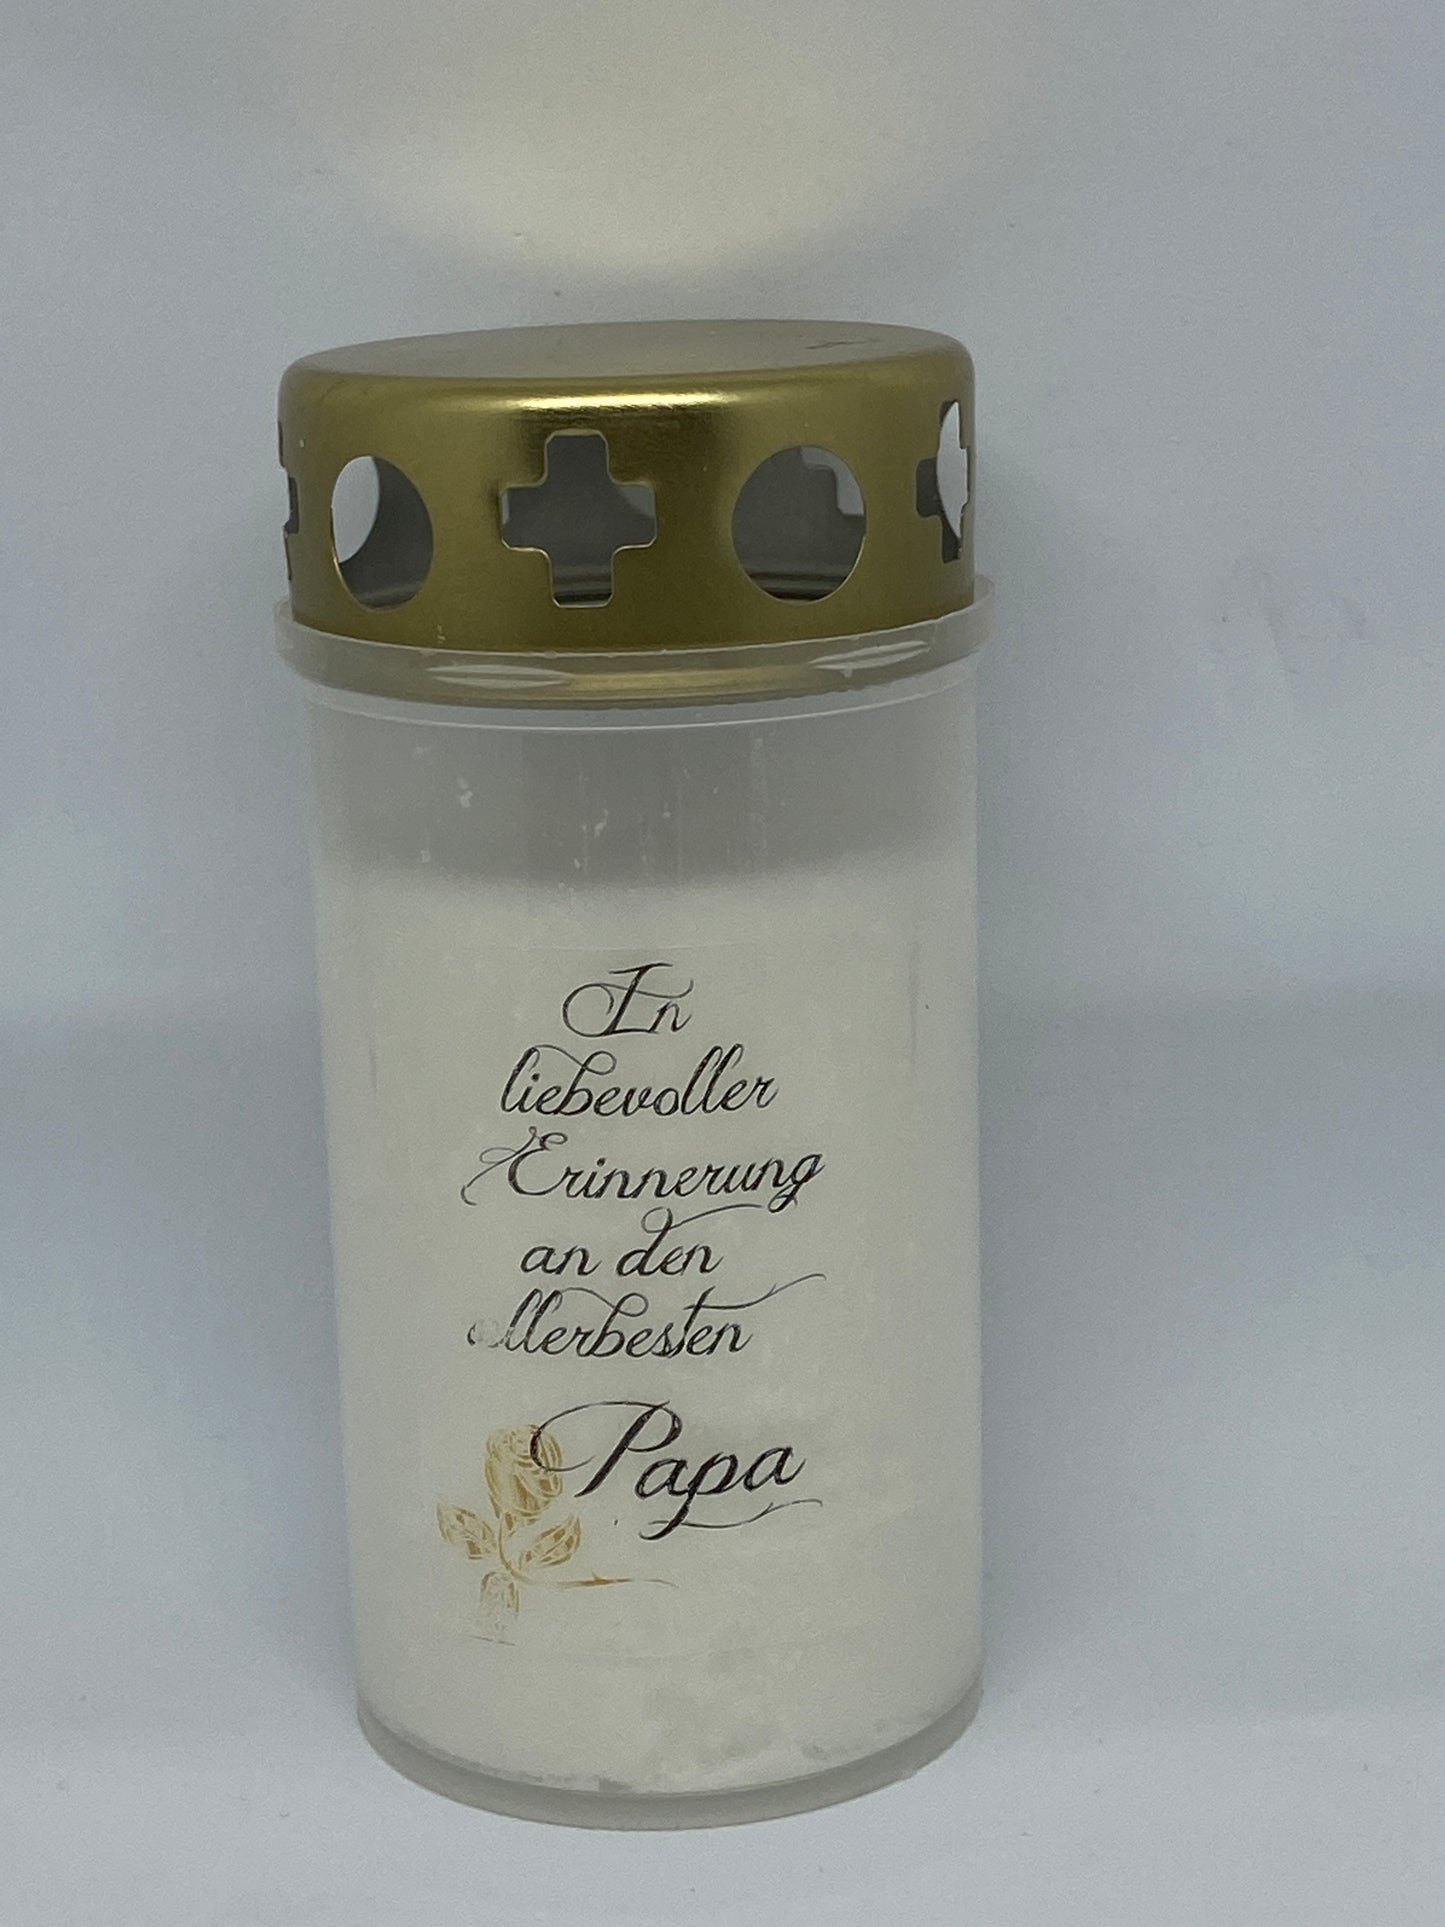 In
liebevoller
Erinnerung
an den
allerbesten
Papa